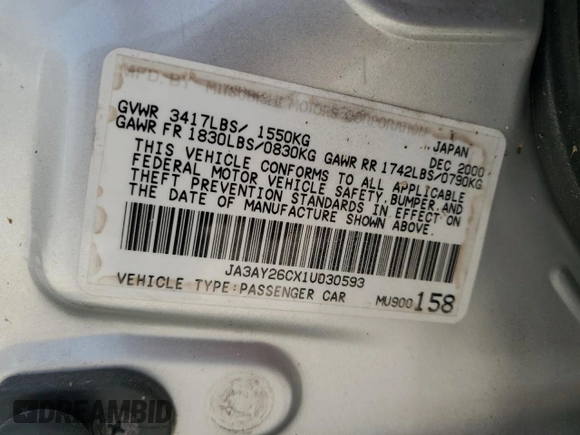 MFD. BY MITSUBISHI MOTORS CORPORATION
JAPAN
GVWR 3417LBS/ 1550KG DEC 2000
GAWR FR 1830LBS/0830KG GAWR RR 1742LBS/0790KG
THIS VEHICLE CONFORMS TO ALL APPLICABLE
FEDERAL MOTOR VEHICLE SAFETY,BUMPER,AND
THEFT PREVENTION STANDARDS IN EFFECT ON
THE DATE OF MANUFACTURE SHOWN ABOVE.
JA3AY26CX1U030593
VEHICLE TYPE:PASSENGER CAR MU900158
DREAMBID